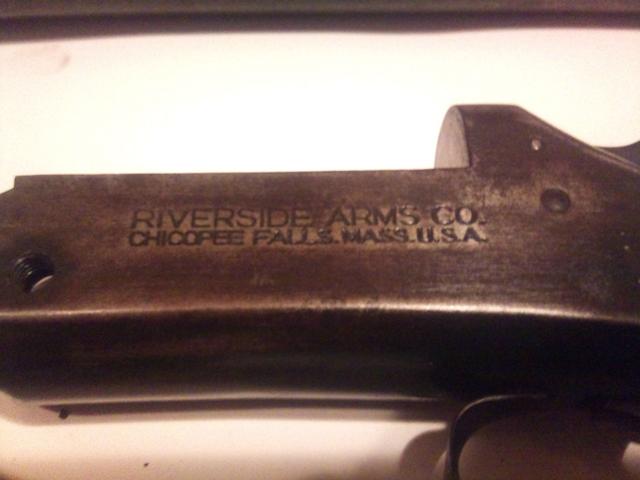 RIVERSIDE ARMS CO.
CHICOPEE FALLS. MASS. U.S.A.